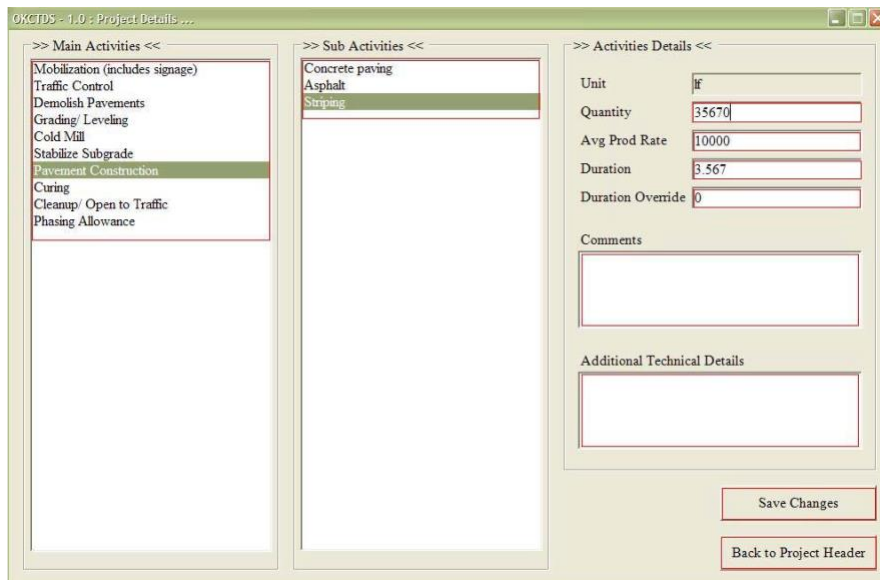 OKCTDS - 1.0 : Project Details ...
>> Main Activities <<
Mobilization (includes signage)
Traffic Control
Demolish Pavements
Grading/ Leveling
Cold Mill
Stabilize Subgrade
Pavement Construction
Curing
Cleanup/ Open to Traffic
Phasing Allowance
>> Sub Activities <<
Concrete paving
Asphalt
Striping
>> Activities Details <<
Unit lf
Quantity 35670
Avg Prod Rate 10000
Duration 3.567
Duration Override 0
Comments
Additional Technical Details
Save Changes
Back to Project Header